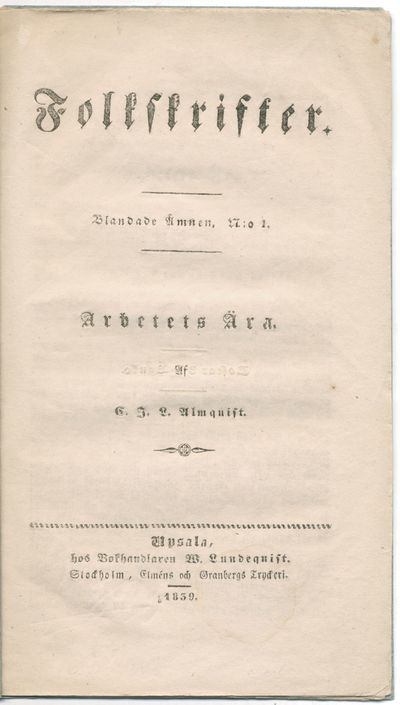 Folkskrifter.
Blandade Ämnen, N:o 1.
Arbetets Ära.
Af
C. J. L. Almquist.
Upsala,
hos Bokhandlaren W. Lundequist.
Stockholm, Elméns och Granbergs Tryckeri.
1839.